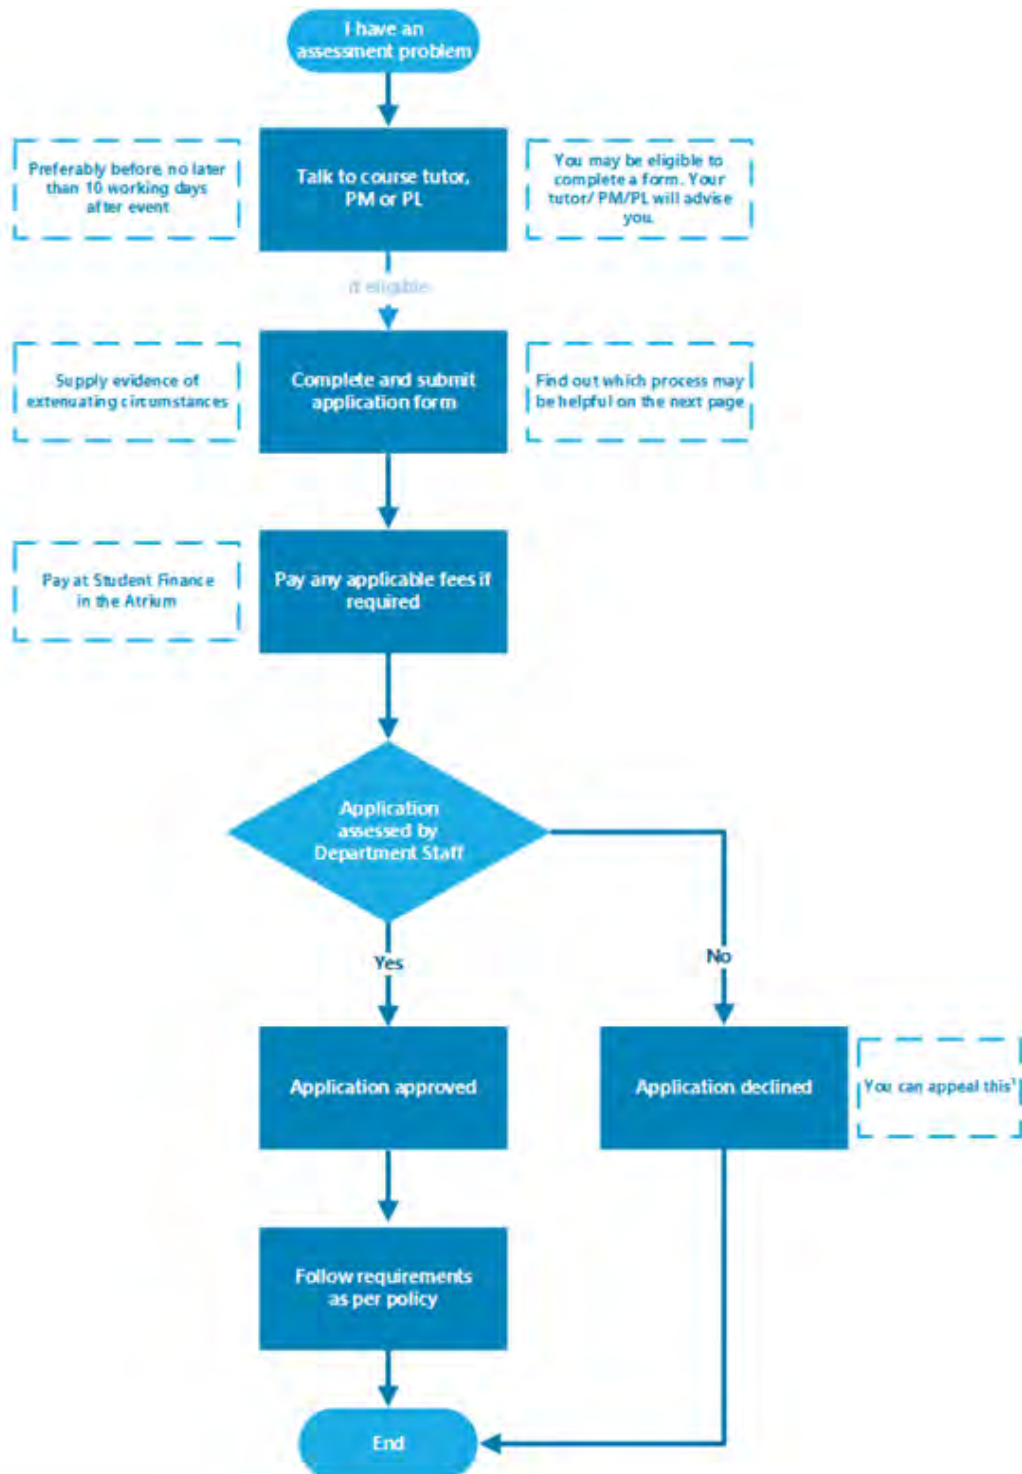 I have an
assessment problem
Preferably before, no later
than 10 working days
after event
Talk to course tutor,
PM or PL
You may be eligible to
complete a form. Your
tutor/ PM/PL will advise
you.
if eligible
Supply evidence of
extenuating circumstances
Complete and submit
application form
Find out which process may
be helpful on the next page
Pay at Student Finance
in the Atrium
Pay any applicable fees if
required
Application
assessed by
Department Staff
Yes
No
Application approved
Application declined
You can appeal this¹
Follow requirements
as per policy
End